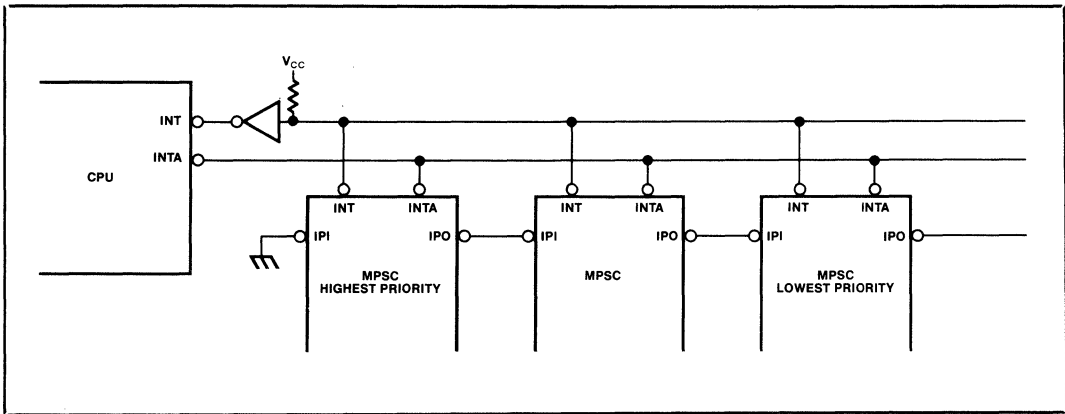 V_CC
INT
INTA
CPU
INT INTA INT INTA INT INTA
IPI IPO IPI IPO IPI IPO
MPSC
HIGHEST PRIORITY
MPSC
MPSC
LOWEST PRIORITY